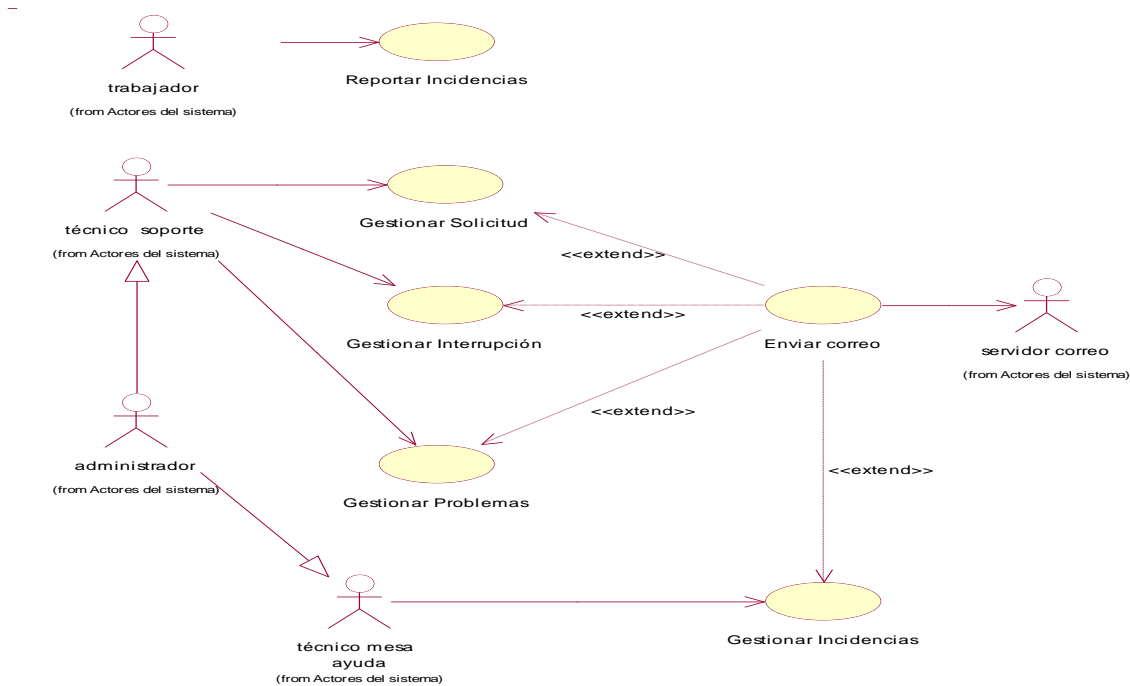 trabajador
(from Actores del sistema)
Reportar Incidencias
técnico soporte
(from Actores del sistema)
Gestionar Solicitud
<<extend>>
Gestionar Interrupción
<<extend>>
Enviar correo
servidor correo
(from Actores del sistema)
<<extend>>
administrador
(from Actores del sistema)
<<extend>>
Gestionar Problemas
técnico mesa
ayuda
(from Actores del sistema)
Gestionar Incidencias